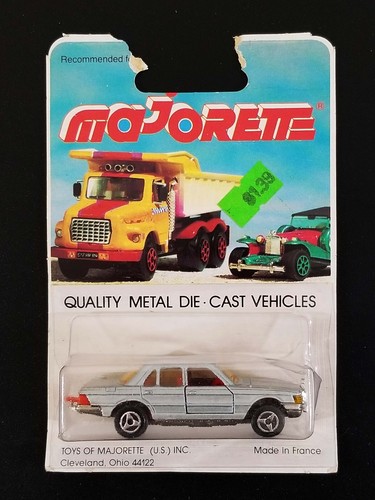 Recommended f
MAJORETTE®
$1.39
QUALITY METAL DIE·CAST VEHICLES
TOYS OF MAJORETTE (U.S.) INC.
Made in France
Cleveland, Ohio 44122